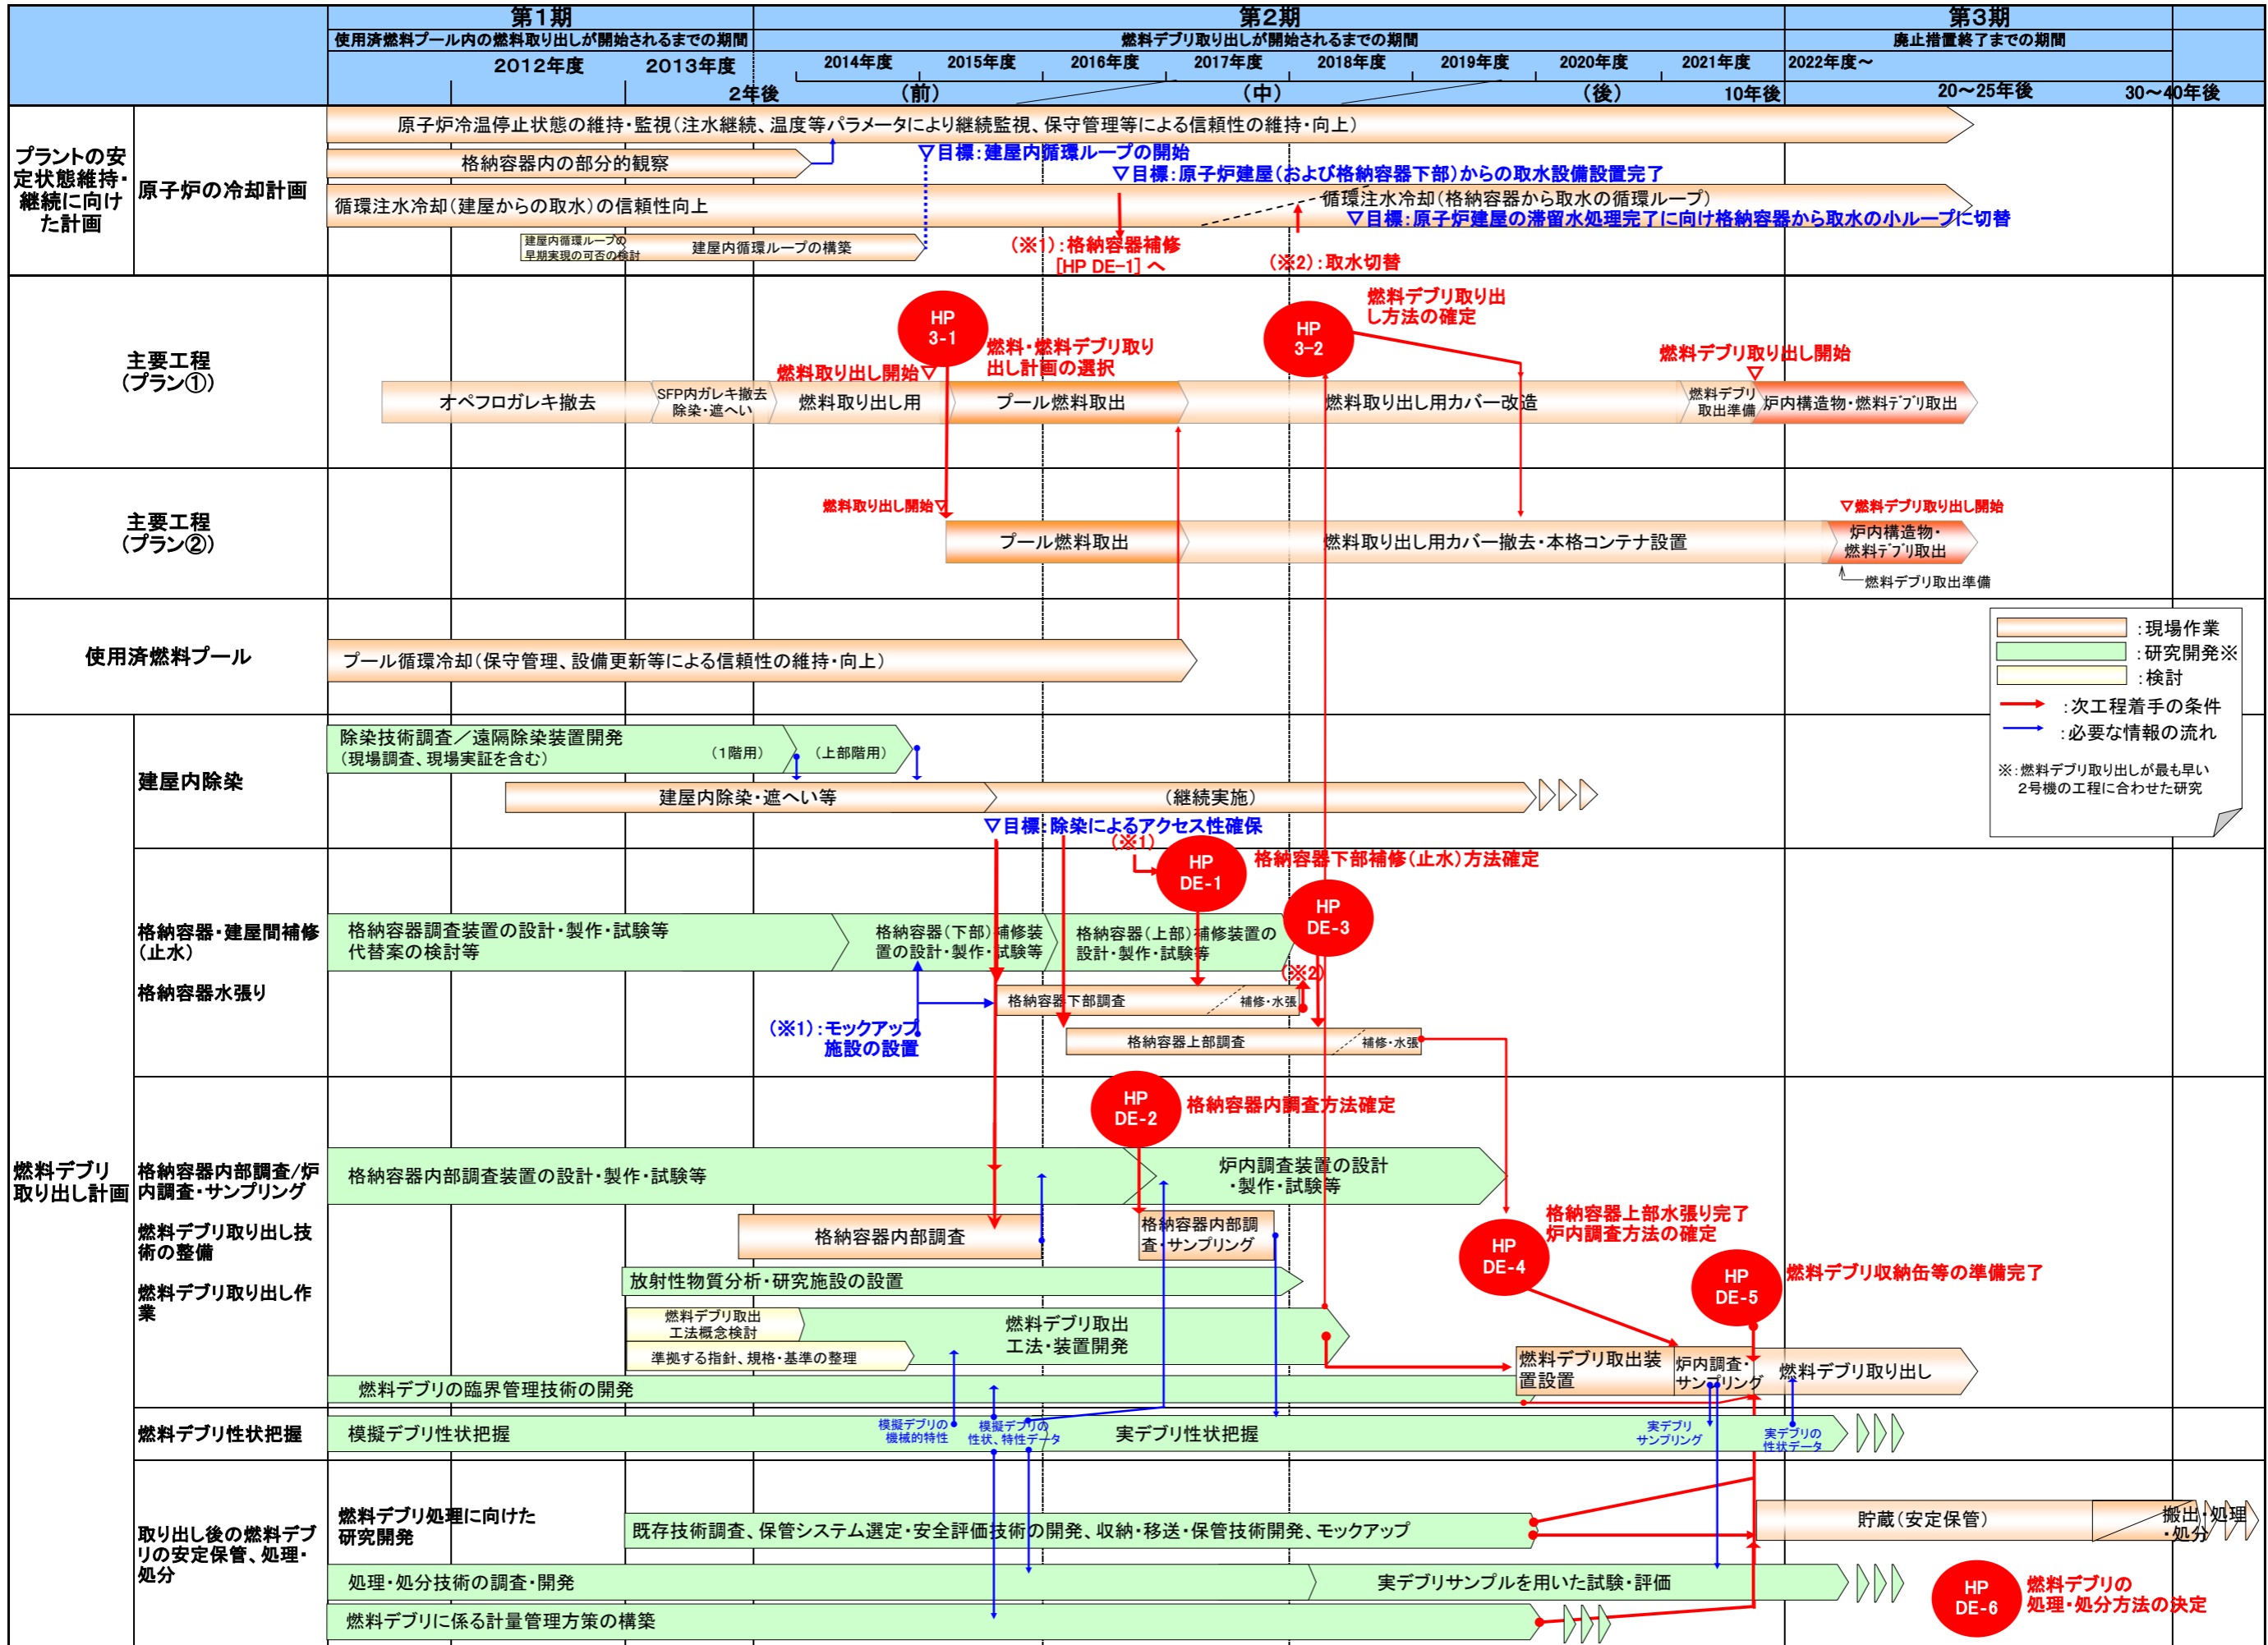 第1期
第2期
第3期
使用済燃料プール内の燃料取り出しが開始されるまでの期間
燃料デブリ取り出しが開始されるまでの期間
廃止措置終了までの期間
2012年度
2013年度
2014年度
2015年度
2016年度
2017年度
2018年度
2019年度
2020年度
2021年度
2022年度～
2年後
(前)
(中)
(後)
10年後
20～25年後
30～40年後
プラントの安
定状態維持・
継続に向け
た計画
原子炉の冷却計画
原子炉冷温停止状態の維持・監視(注水継続、温度等パラメータにより継続監視、保守管理等による信頼性の維持・向上)
格納容器内の部分的観察
▽目標:建屋内循環ループの開始
▽目標:原子炉建屋(および格納容器下部)からの取水設備設置完了
循環注水冷却(建屋からの取水)の信頼性向上
循環注水冷却(格納容器から取水の循環ループ)
▽目標:原子炉建屋の滞留水処理完了に向け格納容器から取水の小ループに切替
建屋内循環ループの
早期実現の可否の検討
建屋内循環ループの構築
(※1):格納容器補修
[HP DE-1] へ
(※2):取水切替
主要工程
(プラン①)
HP
3-1
燃料・燃料デブリ取り
出し計画の選択
HP
3-2
燃料デブリ取り出
し方法の確定
燃料取り出し開始▽
燃料デブリ取り出し開始
▽
オペフロガレキ撤去
SFP内ガレキ撤去
除染・遮へい
燃料取り出し用
プール燃料取出
燃料取り出し用カバー改造
燃料デブリ
取出準備
炉内構造物・燃料デブリ取出
主要工程
(プラン②)
燃料取り出し開始▽
▽燃料デブリ取り出し開始
プール燃料取出
燃料取り出し用カバー撤去・本格コンテナ設置
炉内構造物・
燃料デブリ取出
燃料デブリ取出準備
使用済燃料プール
プール循環冷却(保守管理、設備更新等による信頼性の維持・向上)
:現場作業
:研究開発※
:検討
:次工程着手の条件
:必要な情報の流れ
※:燃料デブリ取り出しが最も早い
2号機の工程に合わせた研究
燃料デブリ
取り出し計画
建屋内除染
除染技術調査／遠隔除染装置開発
(現場調査、現場実証を含む)
(1階用)
(上部階用)
建屋内除染・遮へい等
(継続実施)
▽目標:除染によるアクセス性確保
格納容器・建屋間補修
(止水)
格納容器水張り
(※1)
HP
DE-1
格納容器下部補修(止水)方法確定
HP
DE-3
格納容器調査装置の設計・製作・試験等
代替案の検討等
格納容器(下部)補修装
置の設計・製作・試験等
格納容器(上部)補修装置の
設計・製作・試験等
(※2)
格納容器下部調査
補修・水張
(※1):モックアップ
施設の設置
格納容器上部調査
補修・水張
格納容器内部調査/炉
内調査・サンプリング
燃料デブリ取り出し技
術の整備
燃料デブリ取り出し作
業
HP
DE-2
格納容器内調査方法確定
格納容器内部調査装置の設計・製作・試験等
炉内調査装置の設計
・製作・試験等
格納容器内部調査
格納容器内部調
査・サンプリング
HP
DE-4
格納容器上部水張り完了
炉内調査方法の確定
HP
DE-5
燃料デブリ収納缶等の準備完了
放射性物質分析・研究施設の設置
燃料デブリ取出
工法概念検討
燃料デブリ取出
工法・装置開発
準拠する指針、規格・基準の整理
燃料デブリ取出装
置設置
炉内調査・
サンプリング
燃料デブリ取り出し
燃料デブリの臨界管理技術の開発
燃料デブリ性状把握
模擬デブリ性状把握
模擬デブリの
機械的特性
模擬デブリの
性状、特性データ
実デブリ性状把握
実デブリ
サンプリング
実デブリの
性状データ
取り出し後の燃料デブ
リの安定保管、処理・
処分
燃料デブリ処理に向けた
研究開発
既存技術調査、保管システム選定・安全評価技術の開発、収納・移送・保管技術開発、モックアップ
貯蔵(安定保管)
搬出・処理
・処分
処理・処分技術の調査・開発
実デブリサンプルを用いた試験・評価
HP
DE-6
燃料デブリの
処理・処分方法の決定
燃料デブリに係る計量管理方策の構築